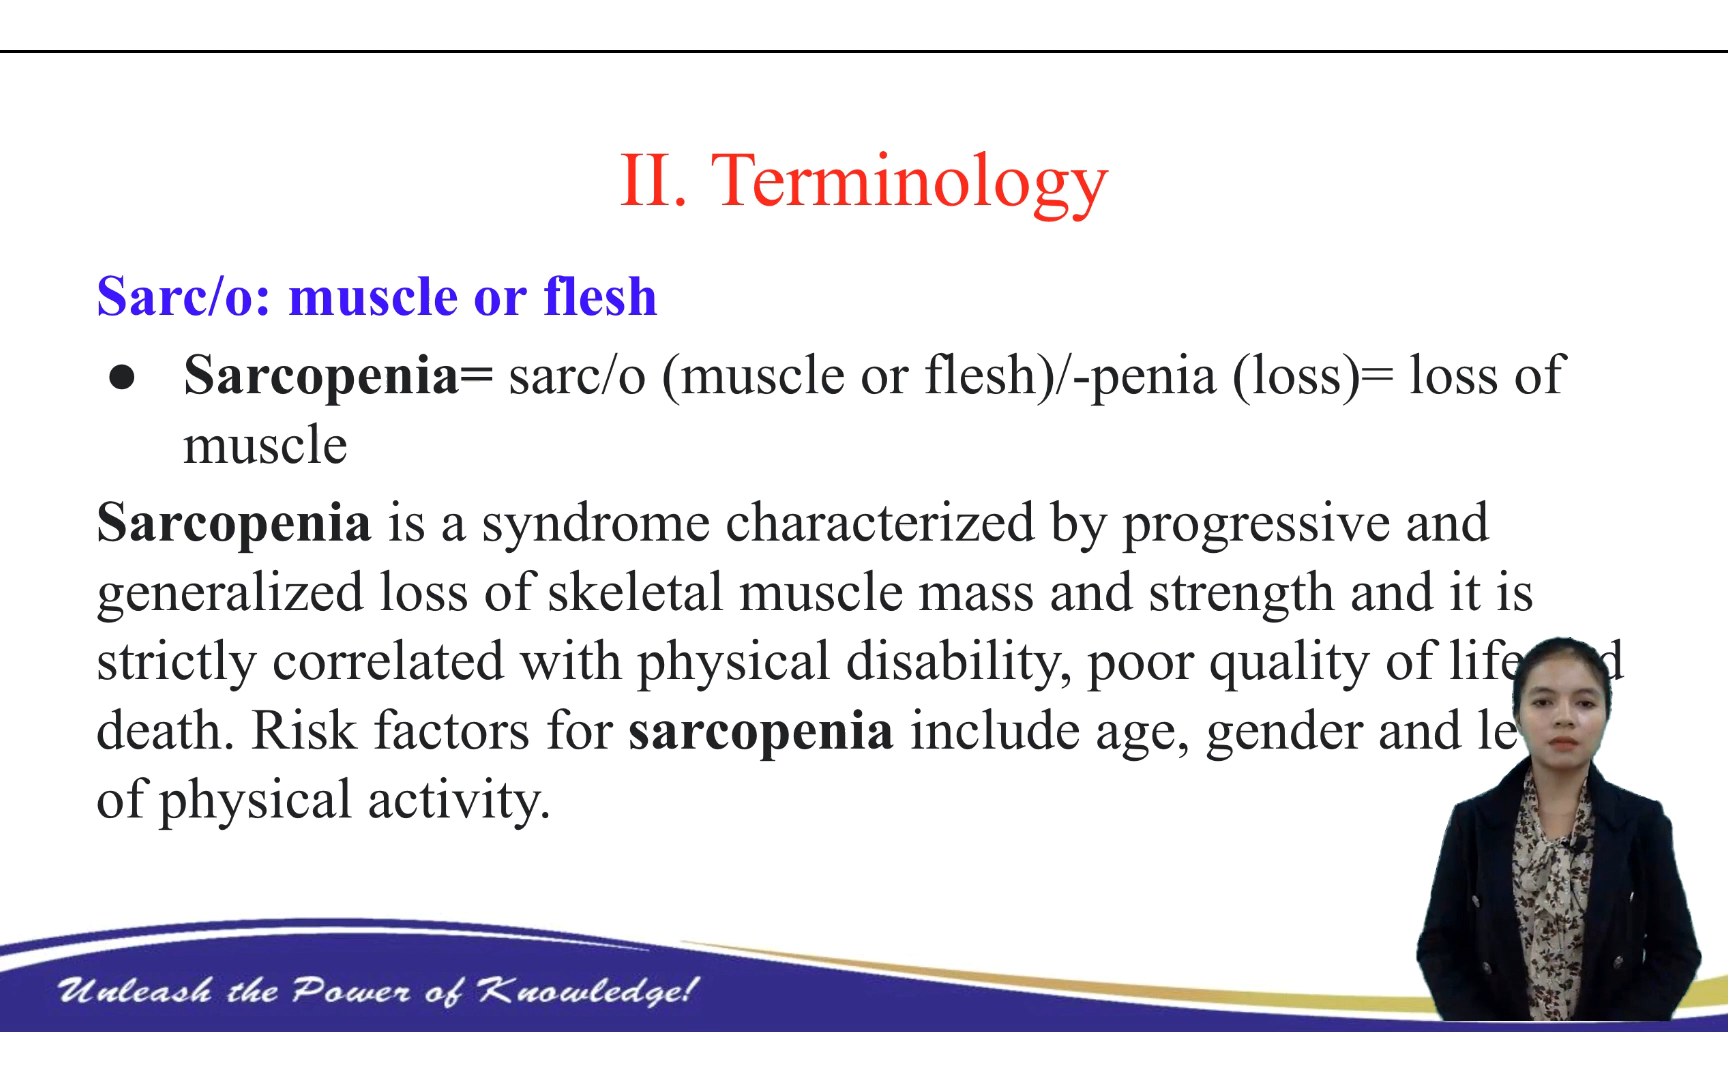 II. Terminology
Sarc/o: muscle or flesh
● Sarcopenia= sarc/o (muscle or flesh)/-penia (loss)= loss of
muscle
Sarcopenia is a syndrome characterized by progressive and
generalized loss of skeletal muscle mass and strength and it is
strictly correlated with physical disability, poor quality of life
death. Risk factors for sarcopenia include age, gender and
of physical activity.
Unleash the Power of Knowledge!